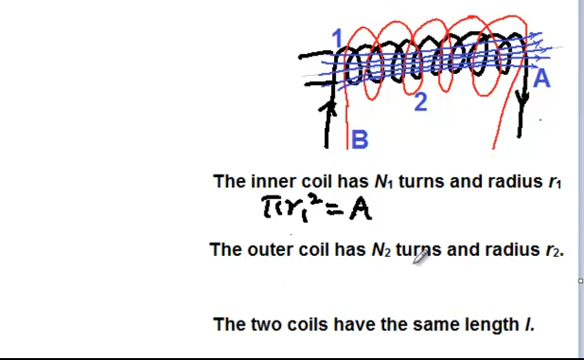 1
A
2
B
The inner coil has N₁ turns and radius r₁
πr₁² = A
The outer coil has N₂ turns and radius r₂.
The two coils have the same length l.